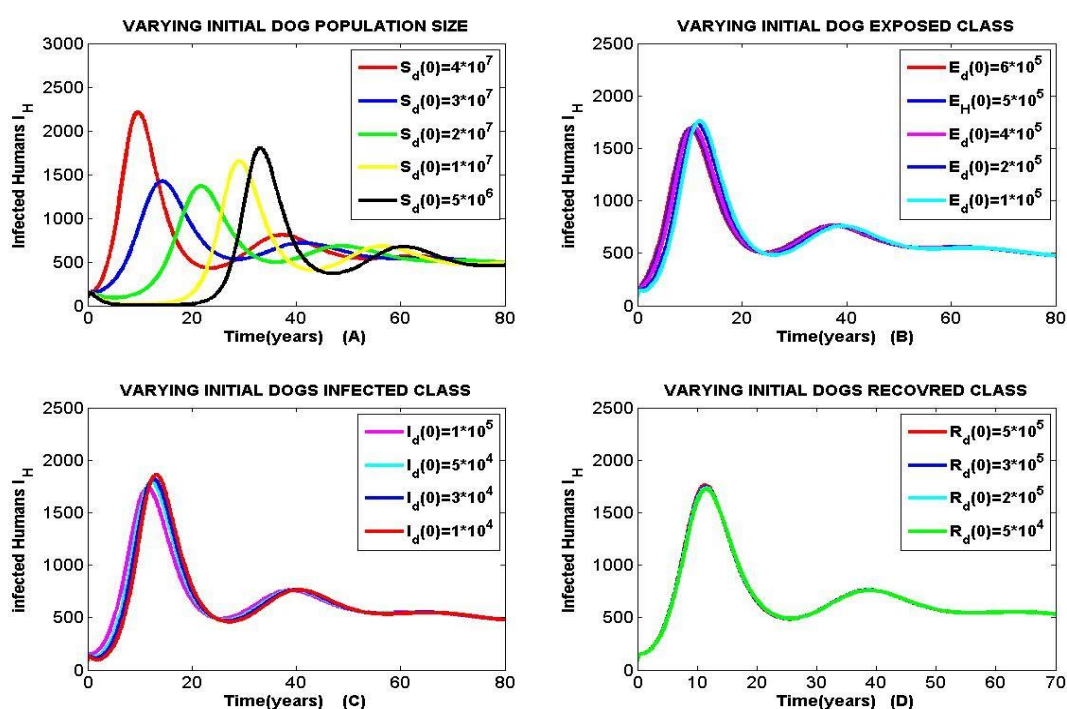 VARYING INITIAL DOG POPULATION SIZE
Infected Humans I_H
3000
2500
2000
1500
1000
500
0
S_d(0)=4*10^7
S_d(0)=3*10^7
S_d(0)=2*10^7
S_d(0)=1*10^7
S_d(0)=5*10^6
0 20 40 60 80
Time(years) (A)
VARYING INITIAL DOG EXPOSED CLASS
Infected Humans I_H
2500
2000
1500
1000
500
0
E_d(0)=6*10^5
E_H(0)=5*10^5
E_d(0)=4*10^5
E_d(0)=2*10^5
E_d(0)=1*10^5
0 20 40 60 80
Time(years) (B)
VARYING INITIAL DOGS INFECTED CLASS
Infected Humans I_H
2500
2000
1500
1000
500
0
I_d(0)=1*10^5
I_d(0)=5*10^4
I_d(0)=3*10^4
I_d(0)=1*10^4
0 20 40 60 80
Time(years) (C)
VARYING INITIAL DOGS RECOVRED CLASS
Infected Humans I_H
2500
2000
1500
1000
500
0
R_d(0)=5*10^5
R_d(0)=3*10^5
R_d(0)=2*10^5
R_d(0)=5*10^4
0 10 20 30 40 50 60 70
Time(years) (D)